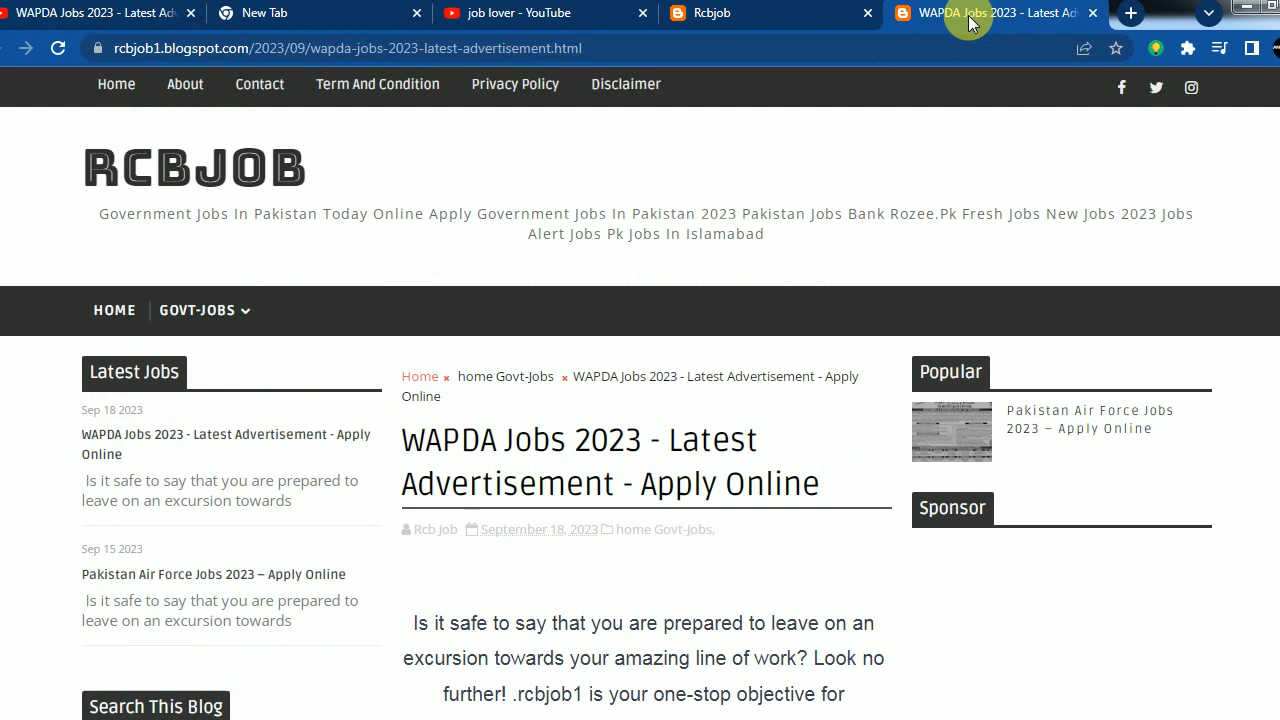 WAPDA Jobs 2023 - Latest Adv
New Tab
job lover - YouTube
Rcbjob
WAPDA Jobs 2023 - Latest Adv
rcbjob1.blogspot.com/2023/09/wapda-jobs-2023-latest-advertisement.html
Home About Contact Term And Condition Privacy Policy Disclaimer
RCBJOB
Government Jobs In Pakistan Today Online Apply Government Jobs In Pakistan 2023 Pakistan Jobs Bank Rozee.Pk Fresh Jobs New Jobs 2023 Jobs
Alert Jobs Pk Jobs In Islamabad
HOME GOVT-JOBS
Latest Jobs
Sep 18 2023
WAPDA Jobs 2023 - Latest Advertisement - Apply
Online
Is it safe to say that you are prepared to
leave on an excursion towards
Sep 15 2023
Pakistan Air Force Jobs 2023 – Apply Online
Is it safe to say that you are prepared to
leave on an excursion towards
Search This Blog
Home × home Govt-Jobs × WAPDA Jobs 2023 - Latest Advertisement - Apply
Online
WAPDA Jobs 2023 - Latest
Advertisement - Apply Online
Rcb Job September 18, 2023 home Govt-Jobs,
Is it safe to say that you are prepared to leave on an
excursion towards your amazing line of work? Look no
further! .rcbjob1 is your one-stop objective for
Popular
Pakistan Air Force Jobs
2023 – Apply Online
Sponsor